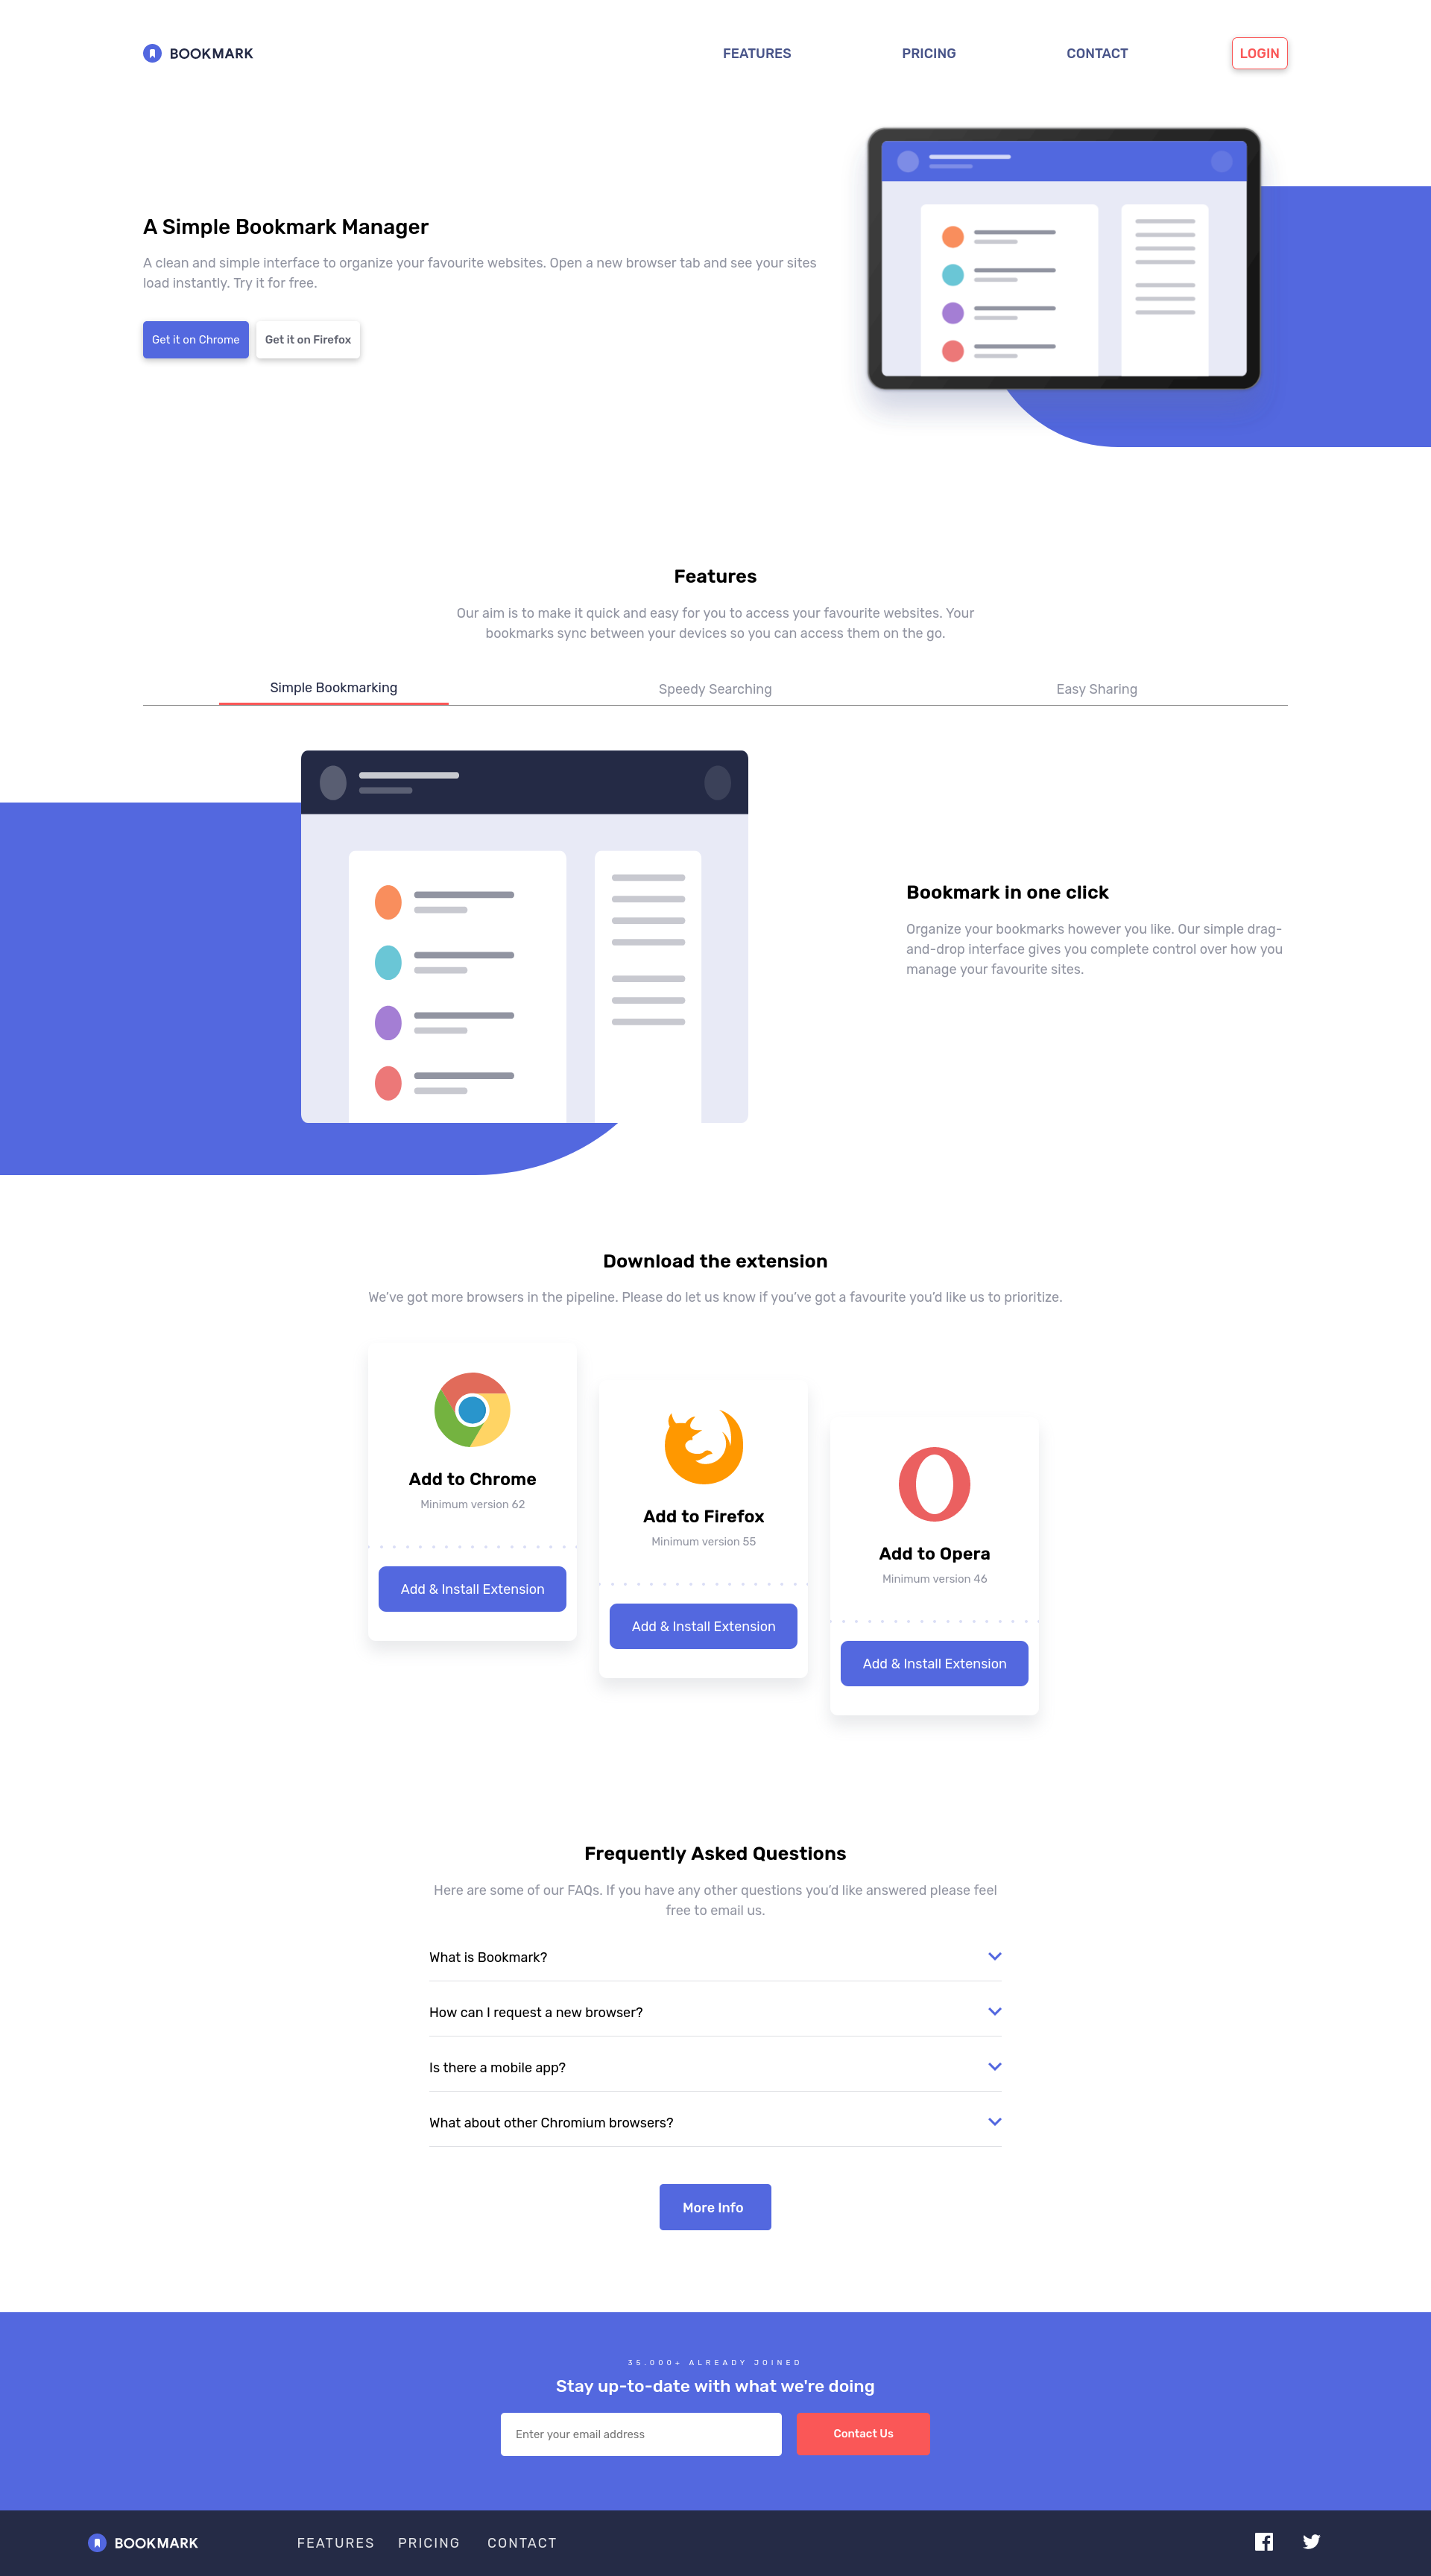 BOOKMARK
FEATURES
PRICING
CONTACT
LOGIN
A Simple Bookmark Manager
A clean and simple interface to organize your favourite websites. Open a new browser tab and see your sites
load instantly. Try it for free.
Get it on Chrome
Get it on Firefox
Features
Our aim is to make it quick and easy for you to access your favourite websites. Your
bookmarks sync between your devices so you can access them on the go.
Simple Bookmarking
Speedy Searching
Easy Sharing
Bookmark in one click
Organize your bookmarks however you like. Our simple drag-
and-drop interface gives you complete control over how you
manage your favourite sites.
Download the extension
We've got more browsers in the pipeline. Please do let us know if you've got a favourite you'd like us to prioritize.
Add to Chrome
Minimum version 62
Add & Install Extension
Add to Firefox
Minimum version 55
Add & Install Extension
Add to Opera
Minimum version 46
Add & Install Extension
Frequently Asked Questions
Here are some of our FAQs. If you have any other questions you'd like answered please feel
free to email us.
What is Bookmark?
How can I request a new browser?
Is there a mobile app?
What about other Chromium browsers?
More Info
35.000+ ALREADY JOINED
Stay up-to-date with what we're doing
Enter your email address
Contact Us
BOOKMARK
FEATURES
PRICING
CONTACT